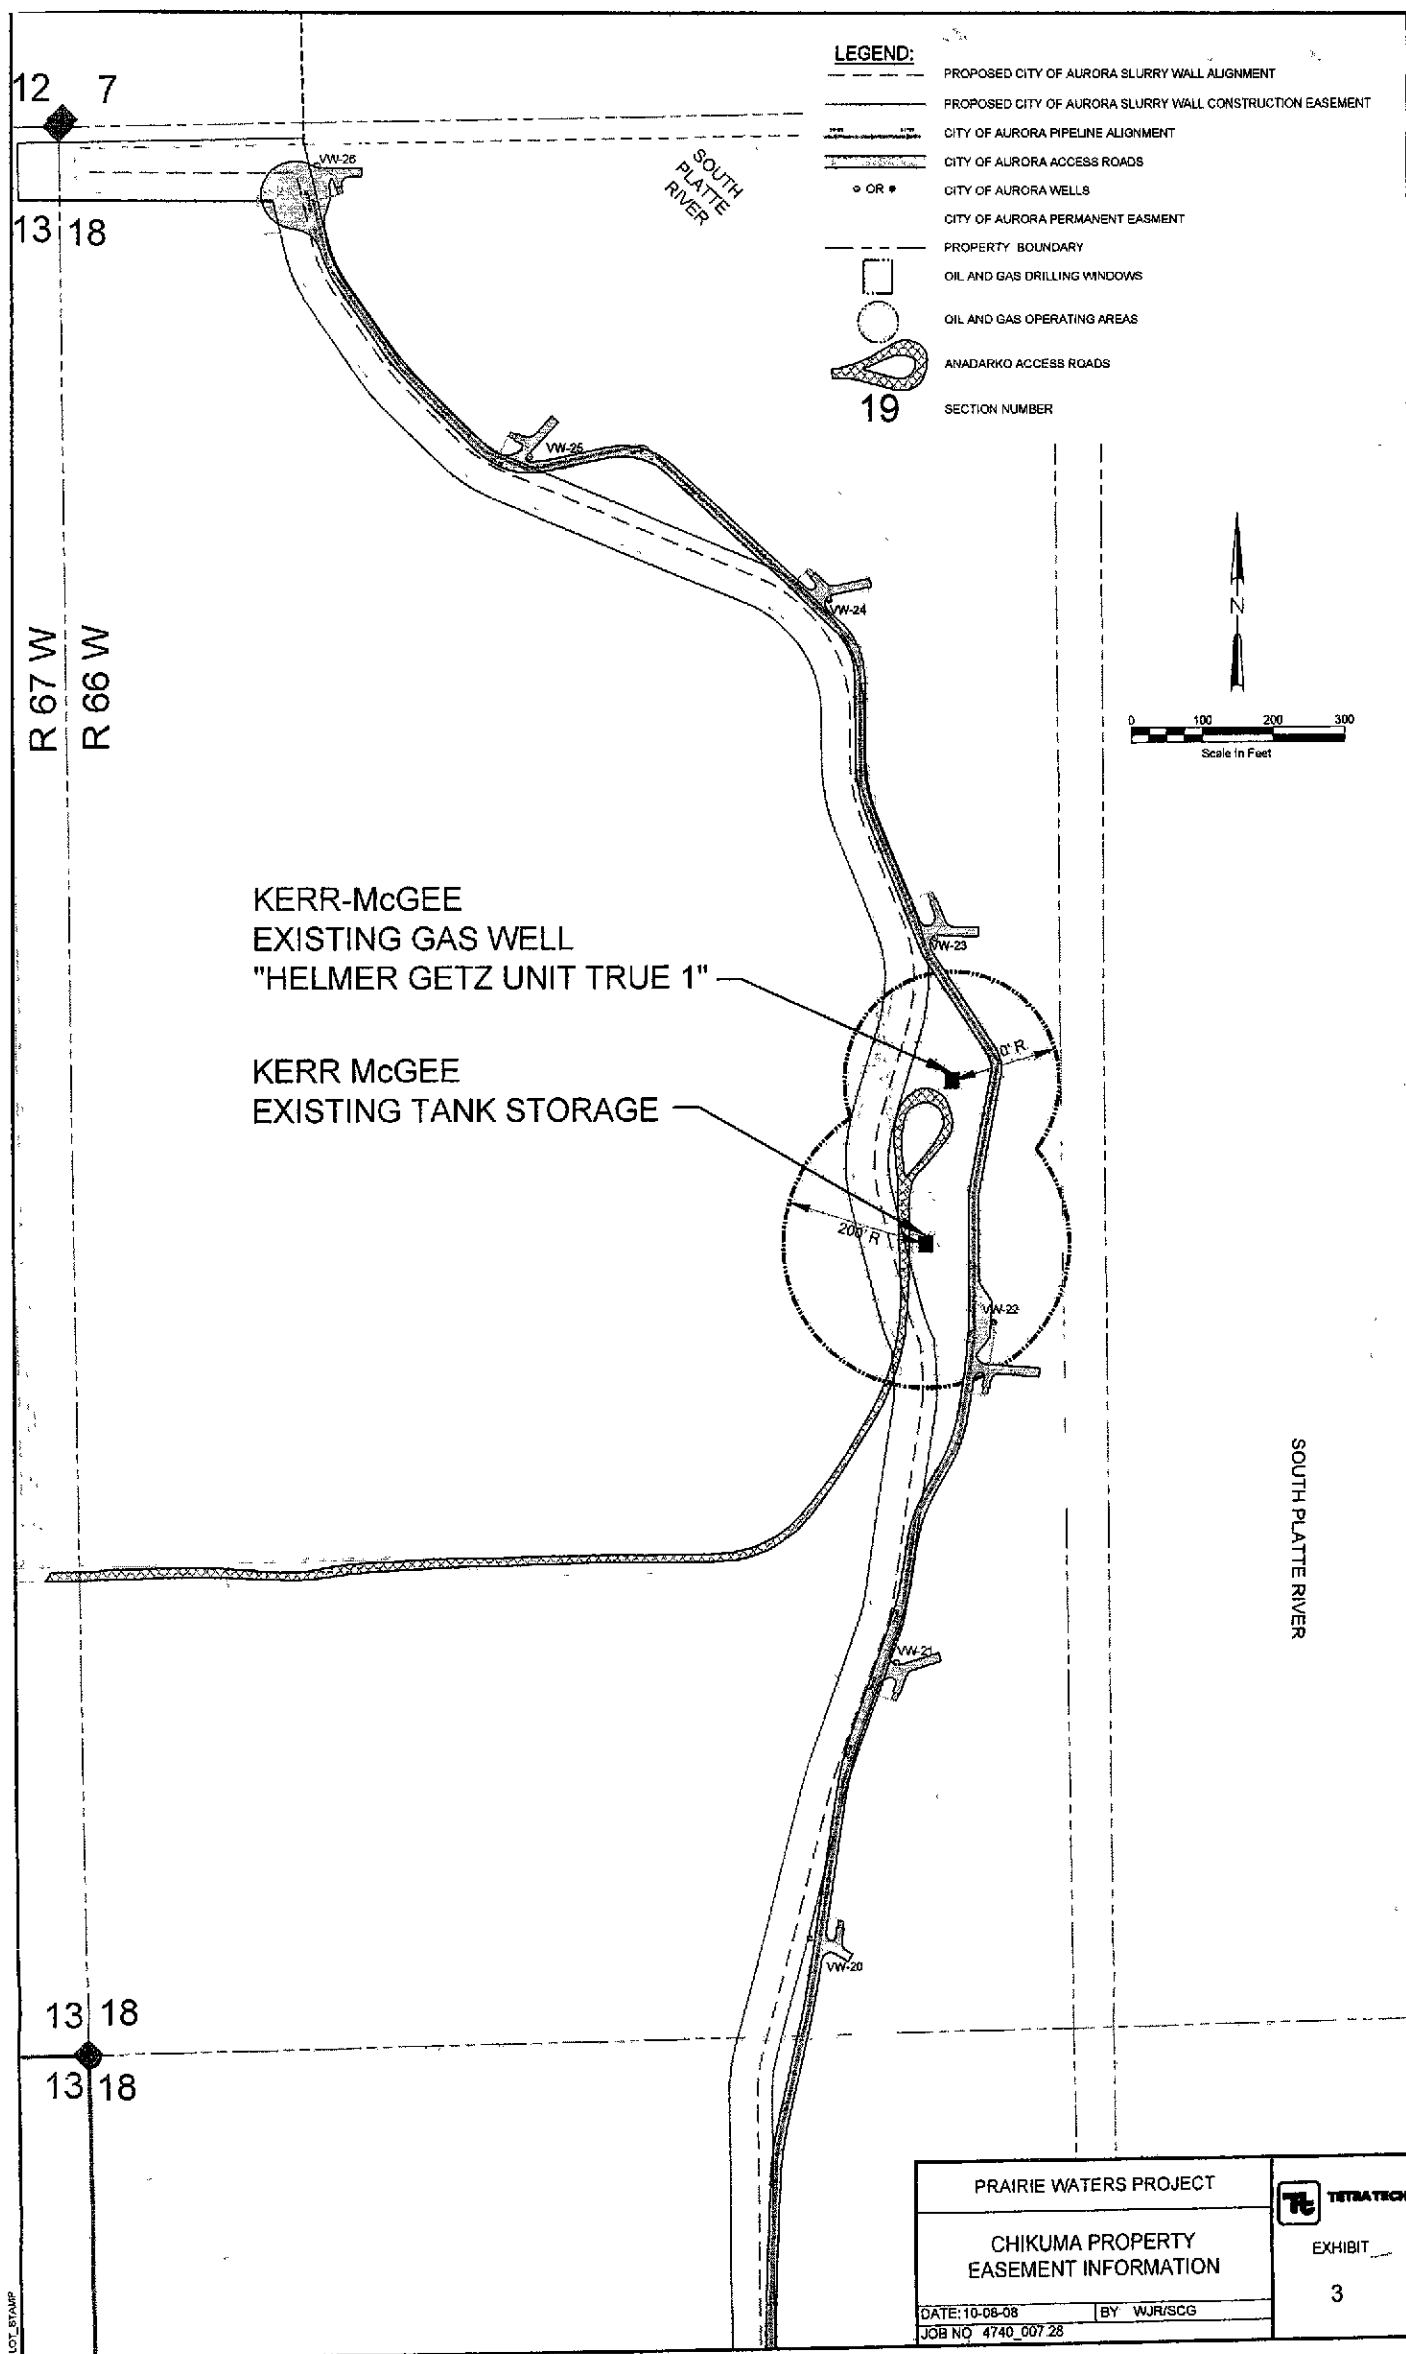 LEGEND:
PROPOSED CITY OF AURORA SLURRY WALL ALIGNMENT
PROPOSED CITY OF AURORA SLURRY WALL CONSTRUCTION EASEMENT
CITY OF AURORA PIPELINE ALIGNMENT
CITY OF AURORA ACCESS ROADS
OR
CITY OF AURORA WELLS
CITY OF AURORA PERMANENT EASMENT
PROPERTY BOUNDARY
OIL AND GAS DRILLING WINDOWS
OIL AND GAS OPERATING AREAS
ANADARKO ACCESS ROADS
19
SECTION NUMBER
12 7
13 18
VW-26
SOUTH
PLATTE
RIVER
VW-25
VW-24
R 67 W
R 66 W
N
0 100 200 300
Scale in Feet
KERR-McGEE
EXISTING GAS WELL
"HELMER GETZ UNIT TRUE 1"
VW-23
0' R
KERR McGEE
EXISTING TANK STORAGE
200' R
VW-22
SOUTH PLATTE RIVER
VW-21
VW-20
13 18
13 18
PRAIRIE WATERS PROJECT
CHIKUMA PROPERTY
EASEMENT INFORMATION
DATE: 10-08-08
BY WJR/SCG
JOB NO 4740_007.28
Tt TETRA TECH
EXHIBIT
3